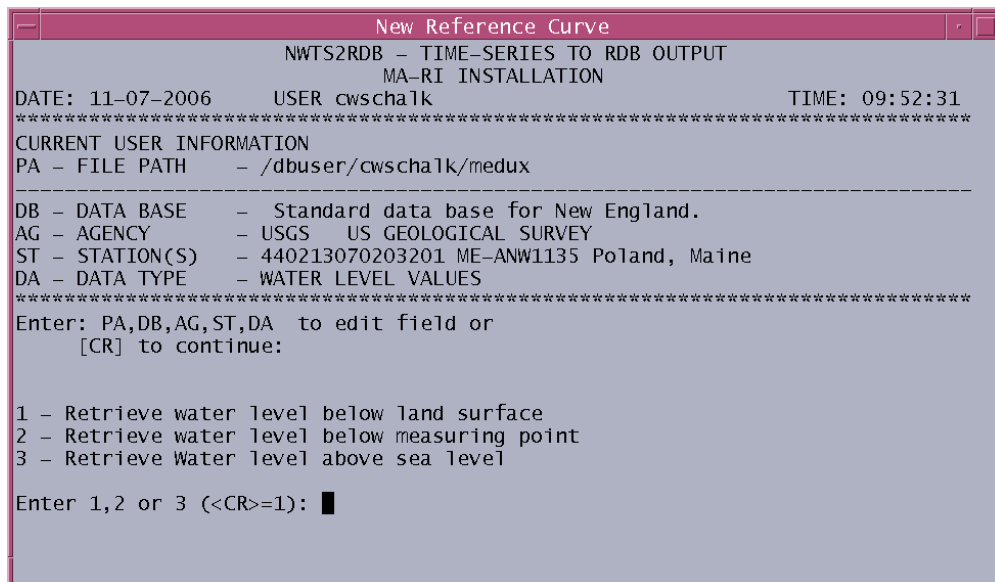 New Reference Curve
NWTS2RDB - TIME-SERIES TO RDB OUTPUT
MA-RI INSTALLATION
DATE: 11-07-2006 USER cwschalk TIME: 09:52:31
******************************************************************************
CURRENT USER INFORMATION
PA - FILE PATH - /dbuser/cwschalk/medux
------------------------------------------------------------------------------
DB - DATA BASE - Standard data base for New England.
AG - AGENCY - USGS US GEOLOGICAL SURVEY
ST - STATION(S) - 440213070203201 ME-ANW1135 Poland, Maine
DA - DATA TYPE - WATER LEVEL VALUES
******************************************************************************
Enter: PA,DB,AG,ST,DA to edit field or
[CR] to continue:
1 - Retrieve water level below land surface
2 - Retrieve water level below measuring point
3 - Retrieve Water level above sea level
Enter 1,2 or 3 (<CR>=1):